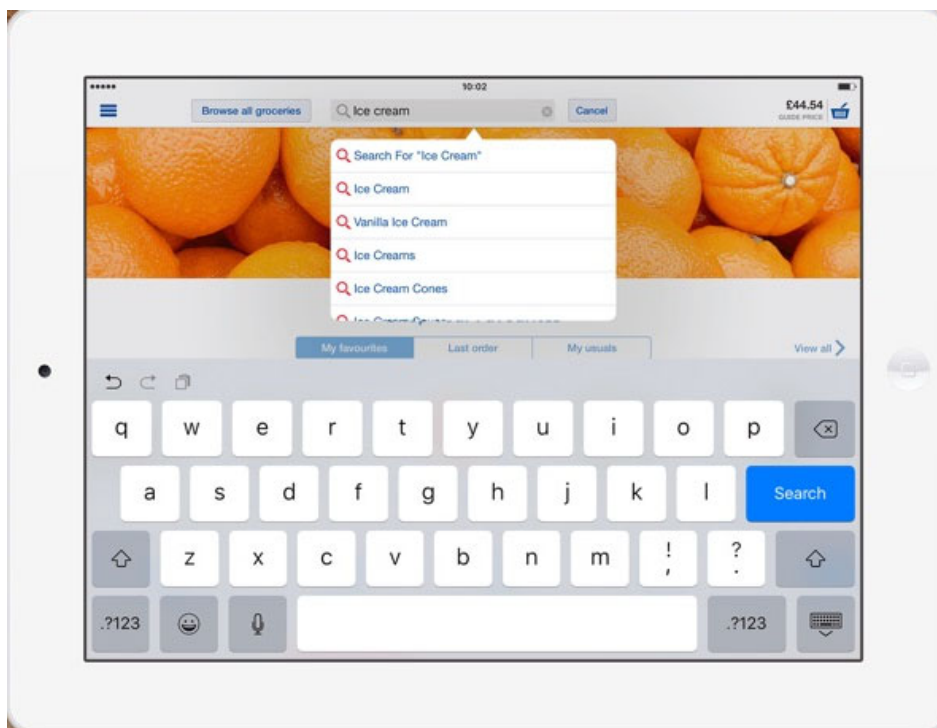 10:02
Browse all groceries
Ice cream
Cancel
£44.54
GUIDE PRICE
Search For "Ice Cream"
Ice Cream
Vanilla Ice Cream
Ice Creams
Ice Cream Cones
My favourites
Last order
My usuals
View all
q w e r t y u i o p
a s d f g h j k l Search
z x c v b n m ! , ? .
.?123 .?123